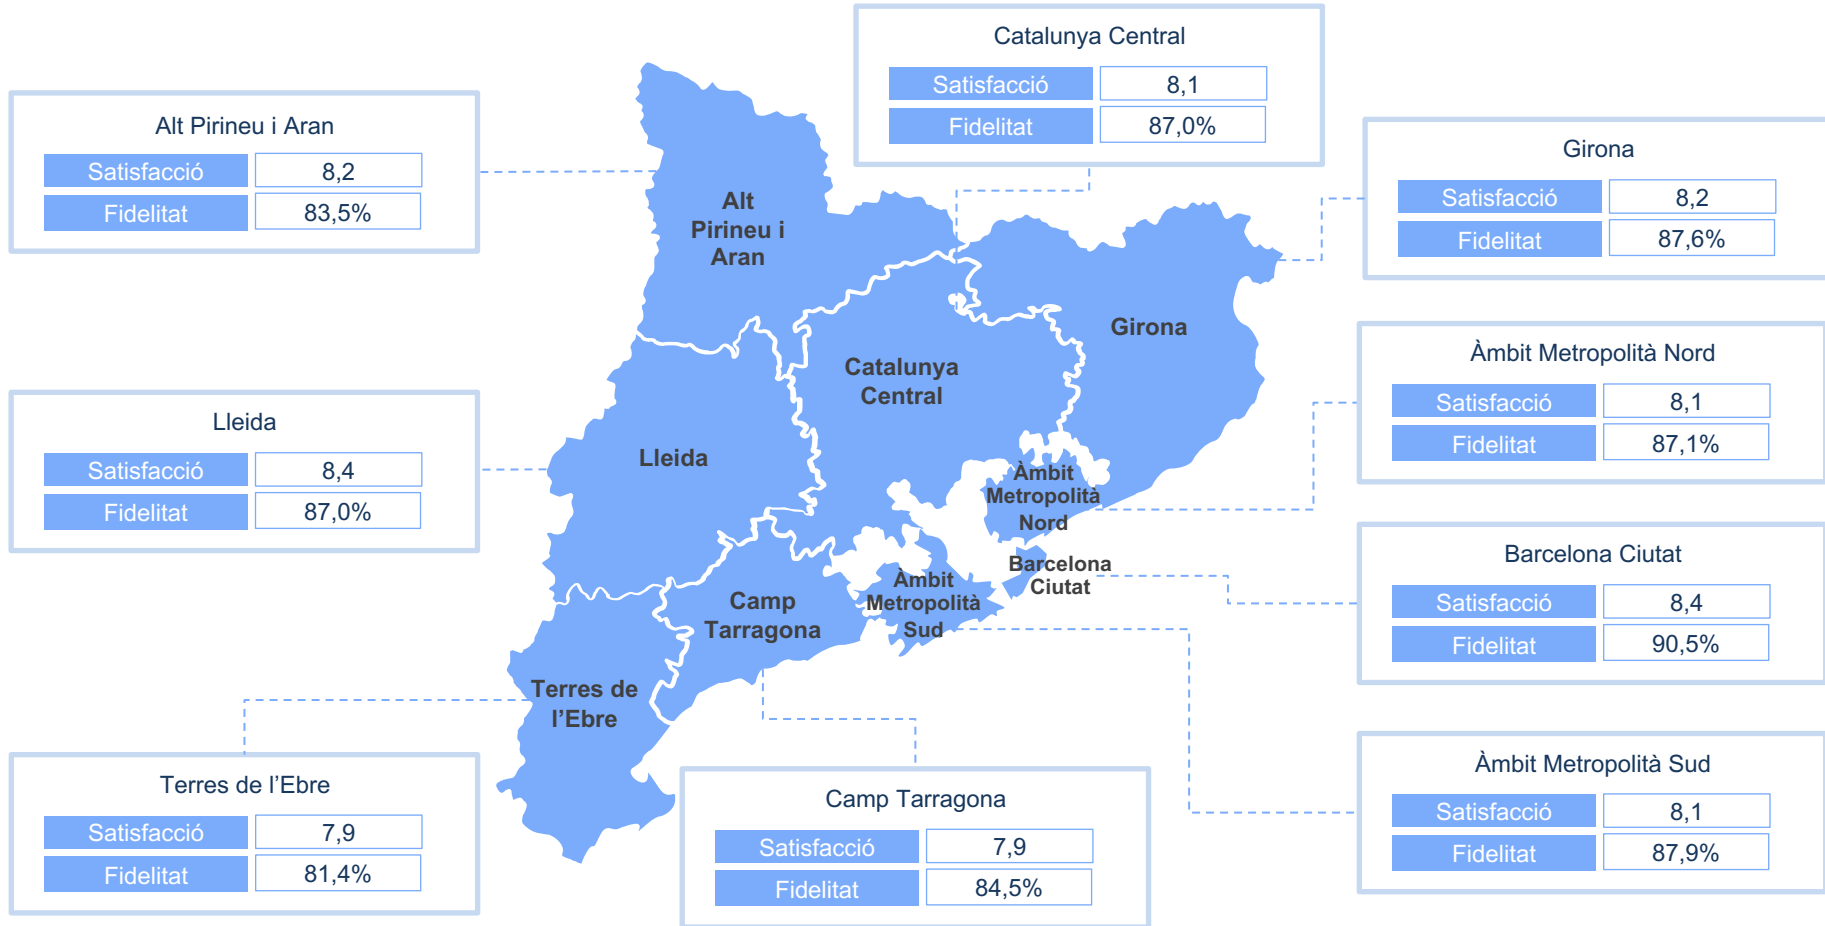 Catalunya Central
Satisfacció 8,1
Fidelitat 87,0%
Alt Pirineu i Aran
Satisfacció 8,2
Fidelitat 83,5%
Girona
Satisfacció 8,2
Fidelitat 87,6%
Àmbit Metropolità Nord
Satisfacció 8,1
Fidelitat 87,1%
Lleida
Satisfacció 8,4
Fidelitat 87,0%
Barcelona Ciutat
Satisfacció 8,4
Fidelitat 90,5%
Àmbit Metropolità Sud
Satisfacció 8,1
Fidelitat 87,9%
Terres de l’Ebre
Satisfacció 7,9
Fidelitat 81,4%
Camp Tarragona
Satisfacció 7,9
Fidelitat 84,5%
Alt
Pirineu i
Aran
Girona
Catalunya
Central
Lleida
Àmbit
Metropolità
Nord
Barcelona
Ciutat
Àmbit
Metropolità
Sud
Camp
Tarragona
Terres de
l’Ebre